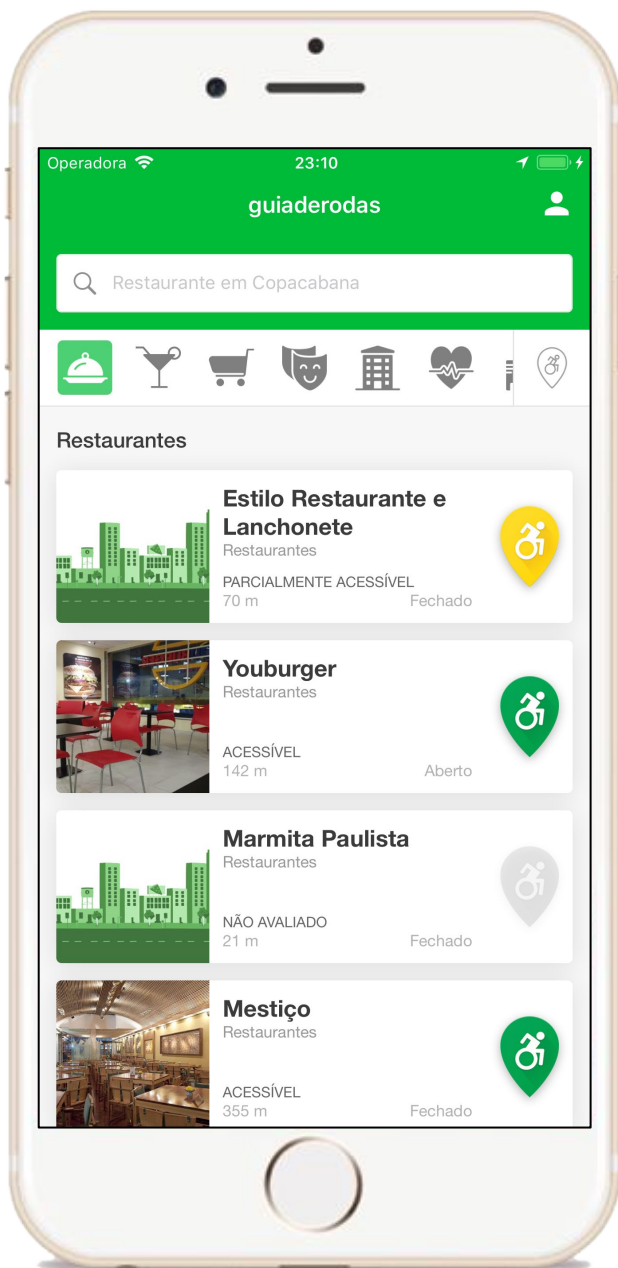 Operadora
23:10
guiaderodas
Restaurante em Copacabana
Restaurantes
Estilo Restaurante e
Lanchonete
Restaurantes
PARCIALMENTE ACESSÍVEL
70 m
Fechado
Youburger
Restaurantes
ACESSÍVEL
142 m
Aberto
Marmita Paulista
Restaurantes
NÃO AVALIADO
21 m
Fechado
Mestiço
Restaurantes
ACESSÍVEL
355 m
Fechado